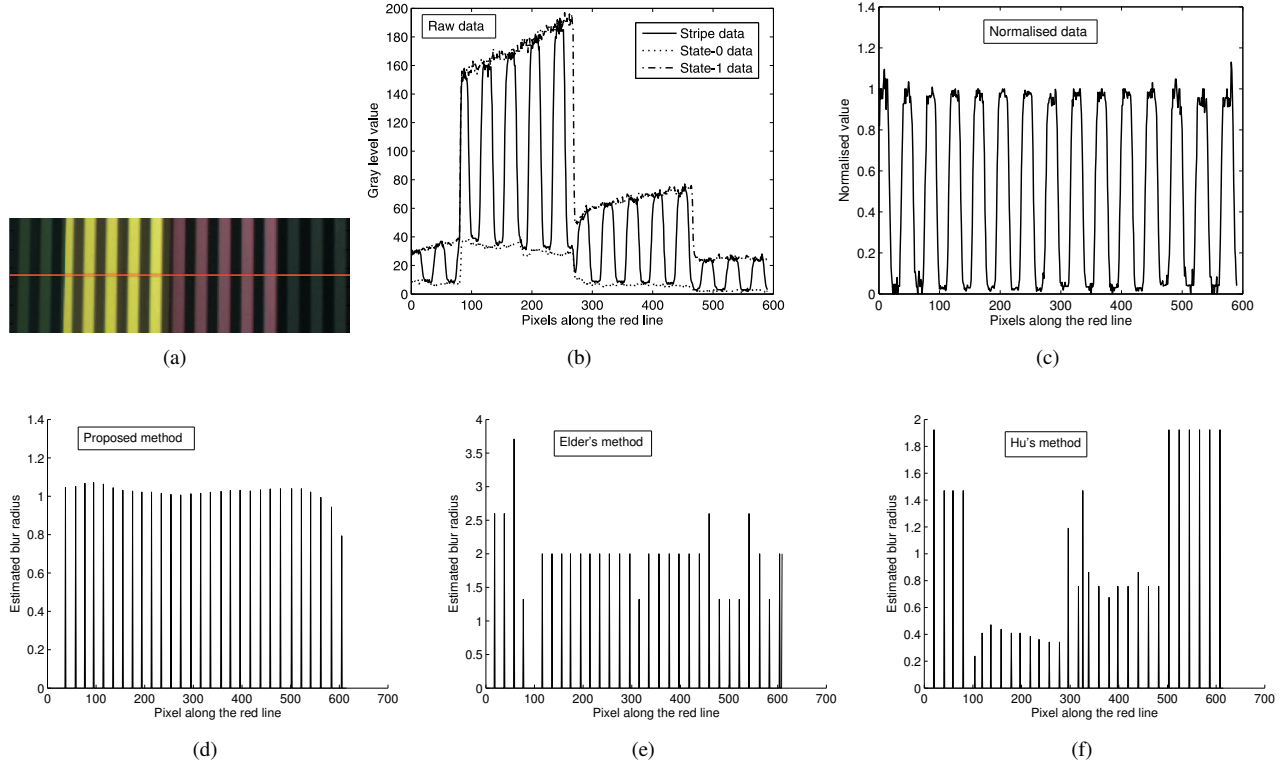 200
180
160
140
120
100
80
60
40
20
0
Gray level value
Raw data
Stripe data
State-0 data
State-1 data
0 100 200 300 400 500 600
Pixels along the red line
1.4
1.2
1
0.8
0.6
0.4
0.2
0
Normalised value
Normalised data
0 100 200 300 400 500 600
Pixels along the red line
(a)
(b)
(c)
1.4
1.2
1
0.8
0.6
0.4
0.2
0
Estimated blur radius
Proposed method
0 100 200 300 400 500 600 700
Pixel along the red line
4
3.5
3
2.5
2
1.5
1
0.5
0
Estimated blur radius
Elder's method
0 100 200 300 400 500 600 700
Pixel along the red line
2
1.8
1.6
1.4
1.2
1
0.8
0.6
0.4
0.2
0
Estimated blur radius
Hu's method
0 100 200 300 400 500 600 700
Pixel along the red line
(d)
(e)
(f)